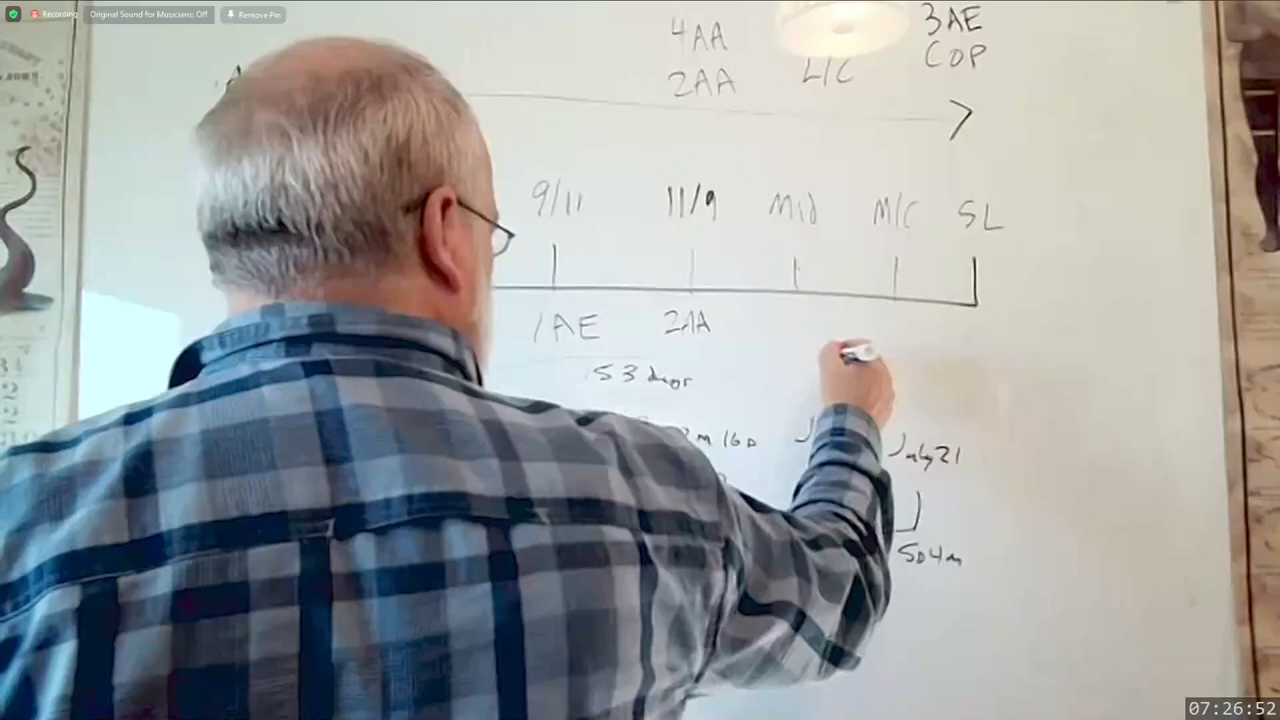 Recording Original Sound for Musicians: Off Remove Pin
4AA 3AE
2AA L/C COP
9/11 11/9 Mid M/C SL
1AE 2AA
53 days
m 16D July 21
504m
07:26:52